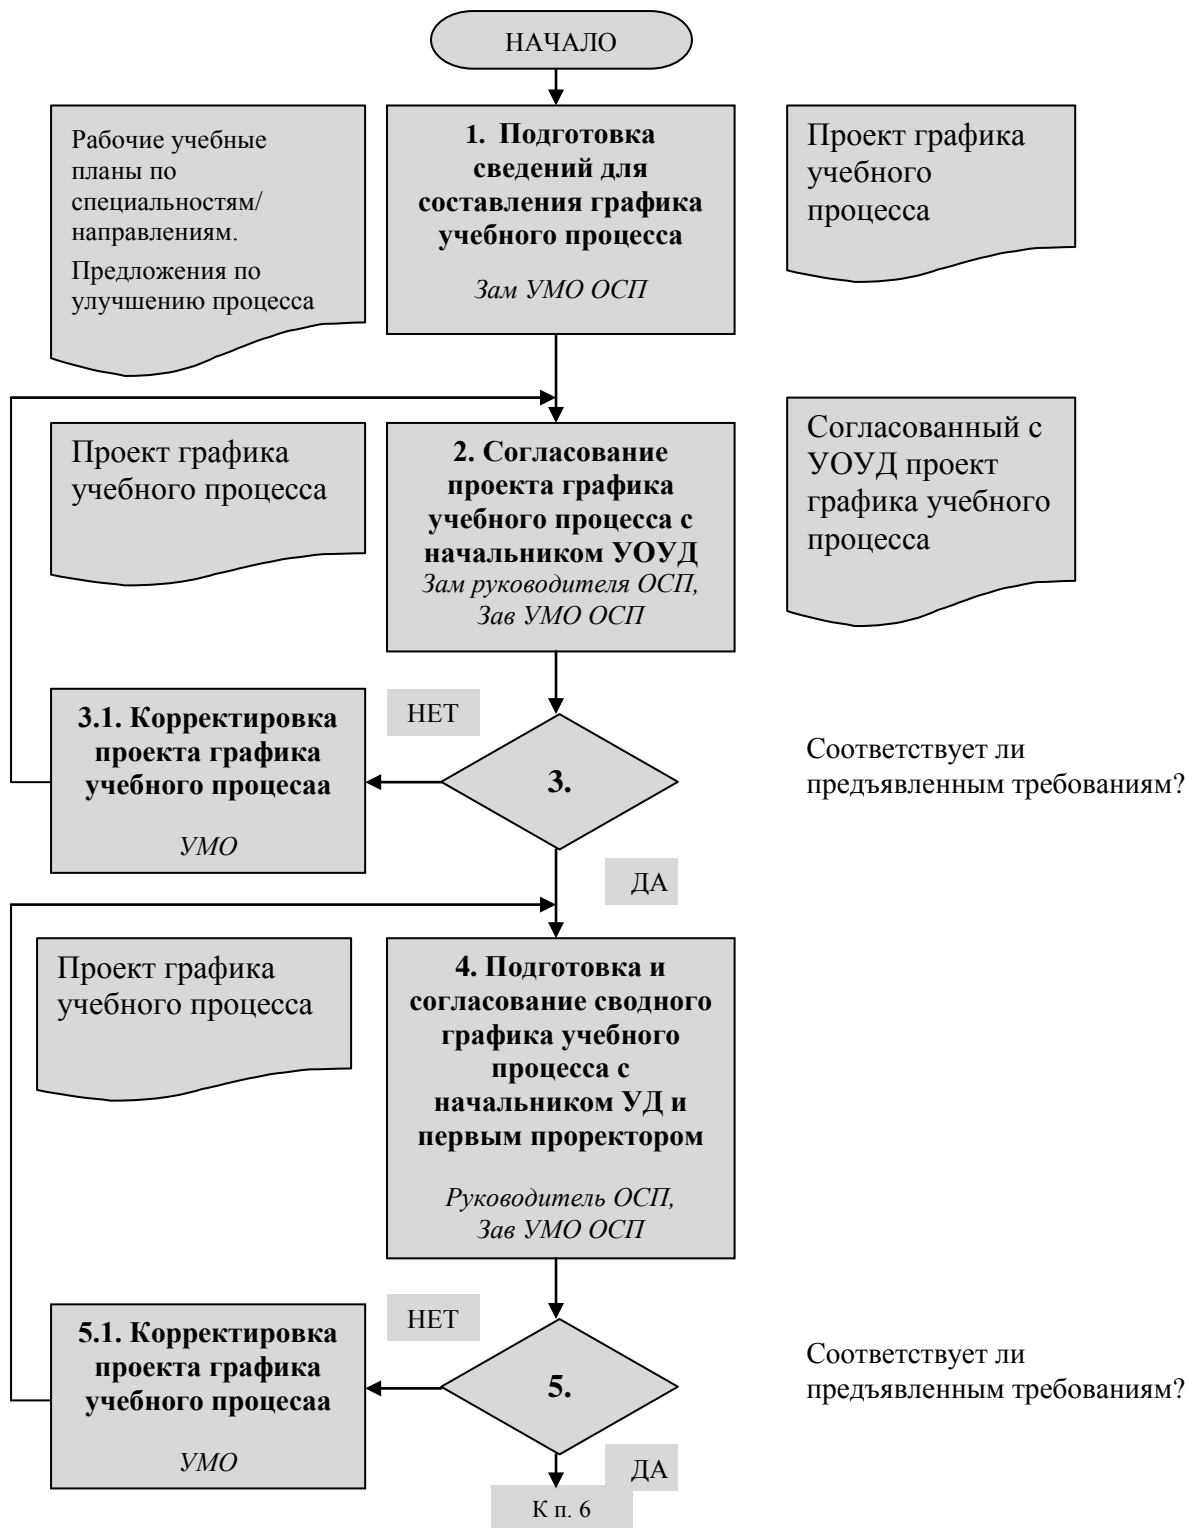 НАЧАЛО
Рабочие учебные
планы по
специальностям/
направлениям.
Предложения по
улучшению процесса
1. Подготовка
сведений для
составления графика
учебного процесса
Зам УМО ОСП
Проект графика
учебного
процесса
Проект графика
учебного процесса
2. Согласование
проекта графика
учебного процесса с
начальником УОУД
Зам руководителя ОСП,
Зав УМО ОСП
Согласованный с
УОУД проект
графика учебного
процесса
3.1. Корректировка
проекта графика
учебного процесаа
УМО
НЕТ
3.
Соответствует ли
предъявленным требованиям?
ДА
Проект графика
учебного процесса
4. Подготовка и
согласование сводного
графика учебного
процесса с
начальником УД и
первым проректором
Руководитель ОСП,
Зав УМО ОСП
5.1. Корректировка
проекта графика
учебного процесаа
УМО
НЕТ
5.
Соответствует ли
предъявленным требованиям?
ДА
К п. 6